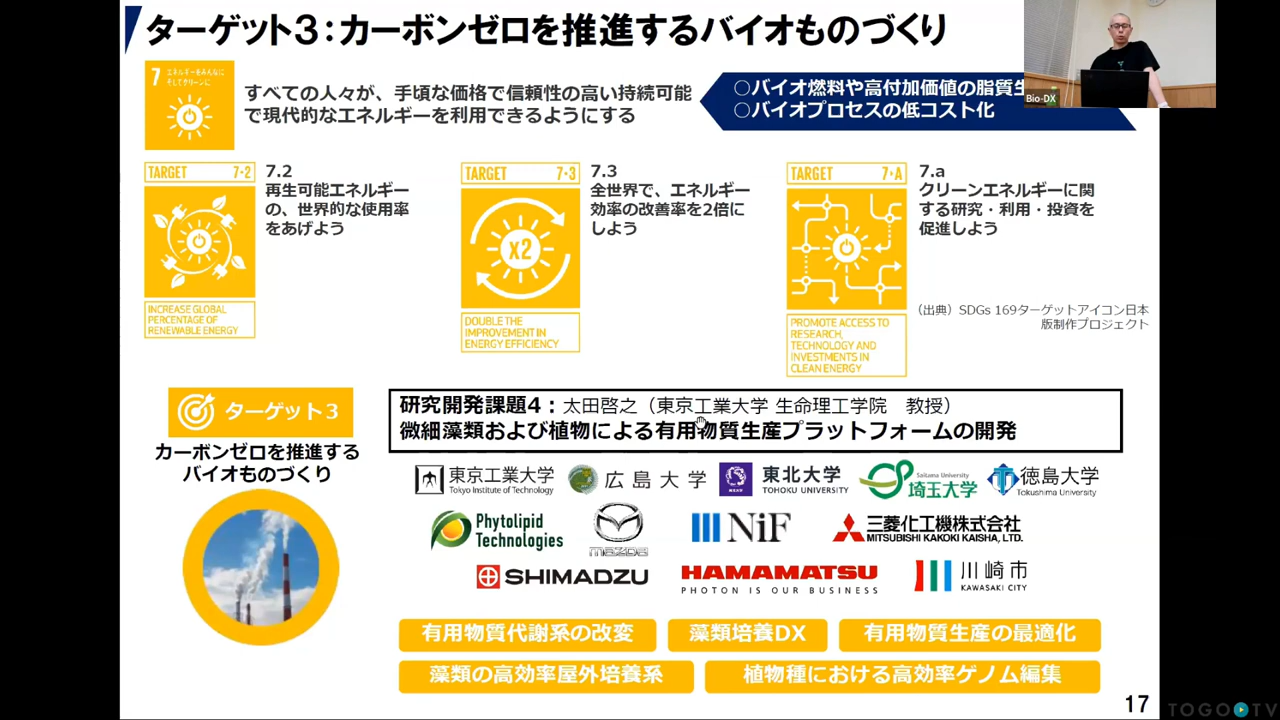 ターゲット3:カーボンゼロを推進するバイオものづくり
7 エネルギーをみんなに
そしてクリーンに
すべての人々が、手頃な価格で信頼性の高い持続可能
で現代的なエネルギーを利用できるようにする
○バイオ燃料や高付加価値の脂質生
○バイオプロセスの低コスト化
Bio-DX
TARGET 7·2
INCREASE GLOBAL
PERCENTAGE OF
RENEWABLE ENERGY
7.2
再生可能エネルギー
の、世界的な使用率
をあげよう
TARGET 7·3
X2
DOUBLE THE
IMPROVEMENT IN
ENERGY EFFICIENCY
7.3
全世界で、エネルギー
効率の改善率を2倍に
しよう
TARGET 7·A
PROMOTE ACCESS TO
RESEARCH,
TECHNOLOGY AND
INVESTMENTS IN
CLEAN ENERGY
7.a
クリーンエネルギーに関
する研究・利用・投資を
促進しよう
(出典)SDGs 169ターゲットアイコン日本
版制作プロジェクト
ターゲット3
カーボンゼロを推進する
バイオものづくり
研究開発課題4:太田啓之(東京工業大学 生命理工学院 教授)
微細藻類および植物による有用物質生産プラットフォームの開発
東京工業大学
Tokyo Institute of Technology
広島大学
東北大学
TOHOKU UNIVERSITY
Saitama University
埼玉大学
徳島大学
Tokushima University
Phytolipid
Technologies
mazda
NiF
三菱化工機株式会社
MITSUBISHI KAKOKI KAISHA, LTD.
SHIMADZU
HAMAMATSU
PHOTON IS OUR BUSINESS
川崎市
KAWASAKI CITY
有用物質代謝系の改変
藻類培養DX
有用物質生産の最適化
藻類の高効率屋外培養系
植物種における高効率ゲノム編集
17
TOGOTV